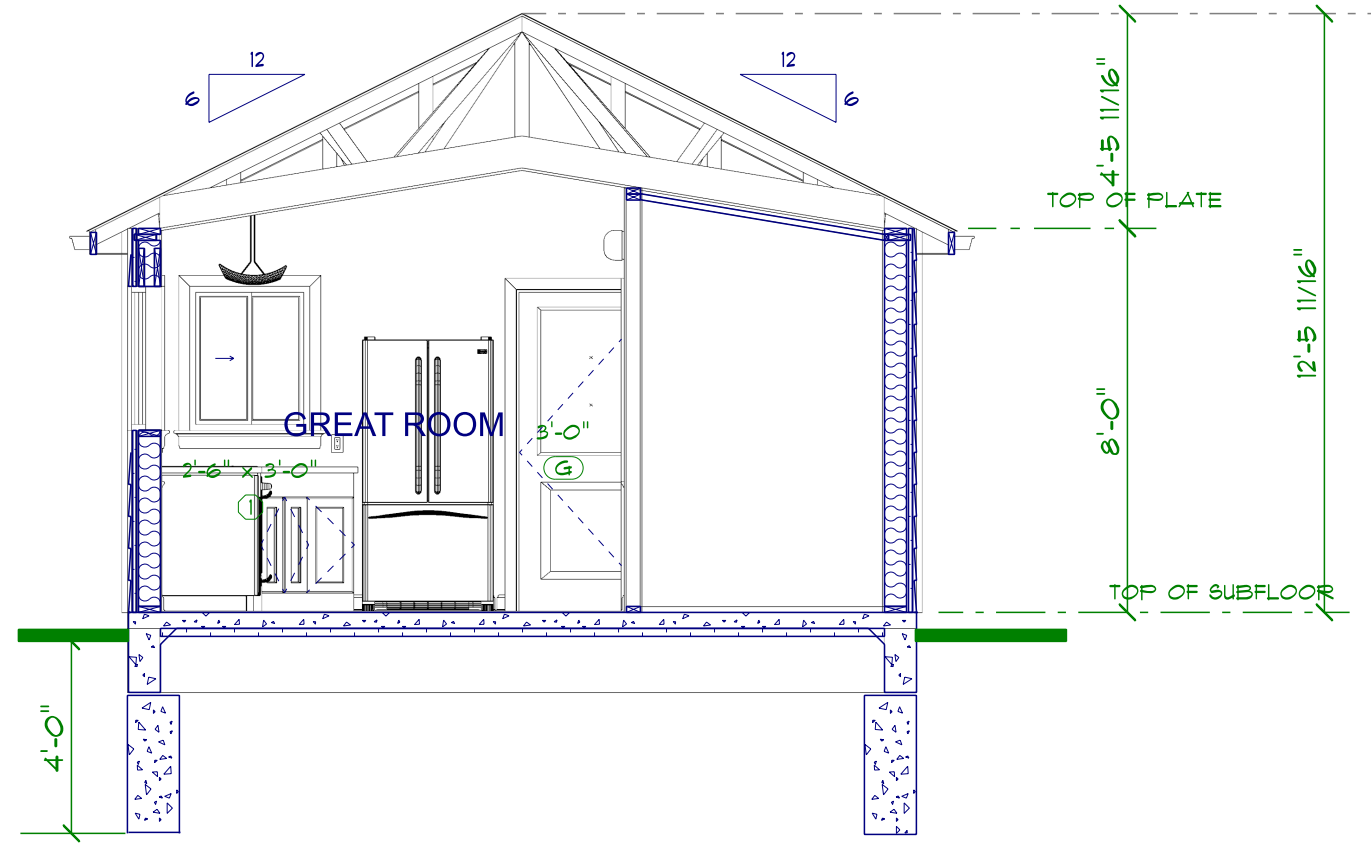 12
12
6
6
4'-5 11/16"
TOP OF PLATE
12'-5 11/16"
8'-0"
GREAT ROOM
3'-0"
G
2'-6" x 3'-0"
1
TOP OF SUBFLOOR
4'-0"